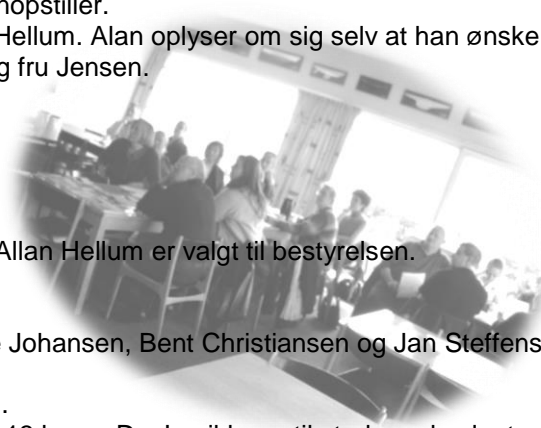 nopstiller.
Hellum. Alan oplyser om sig selv at han ønske
g fru Jensen.
Allan Hellum er valgt til bestyrelsen.
Johansen, Bent Christiansen og Jan Steffens
.